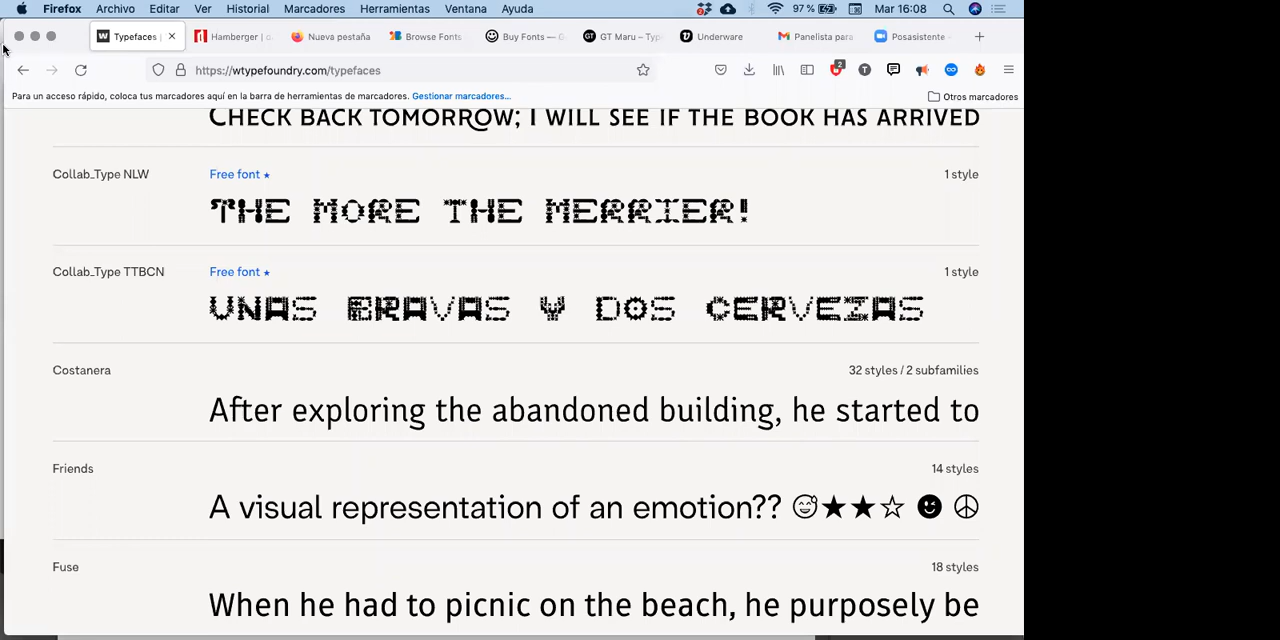 Firefox Archivo Editar Ver Historial Marcadores Herramientas Ventana Ayuda 2 97 % Mar 16:08
W Typefaces | Hamberger | o Nueva pestaña Browse Fonts Buy Fonts — G GT GT Maru – Typ Underware Panelista para Posasistente -
https://wtypefoundry.com/typefaces 2 T
Para un acceso rápido, coloca tus marcadores aquí en la barra de herramientas de marcadores. Gestionar marcadores... Otros marcadores
CHECK BACK TOMORROW; I WILL SEE IF THE BOOK HAS ARRIVED
Collab_Type NLW Free font ★ 1 style
THE MORE THE MERRIER!
Collab_Type TTBCN Free font ★ 1 style
UNAS BRAVAS Y DOS CERVEZAS
Costanera 32 styles / 2 subfamilies
After exploring the abandoned building, he started to
Friends 14 styles
A visual representation of an emotion?? 😅★★☆ 😉 ☮
Fuse 18 styles
When he had to picnic on the beach, he purposely be